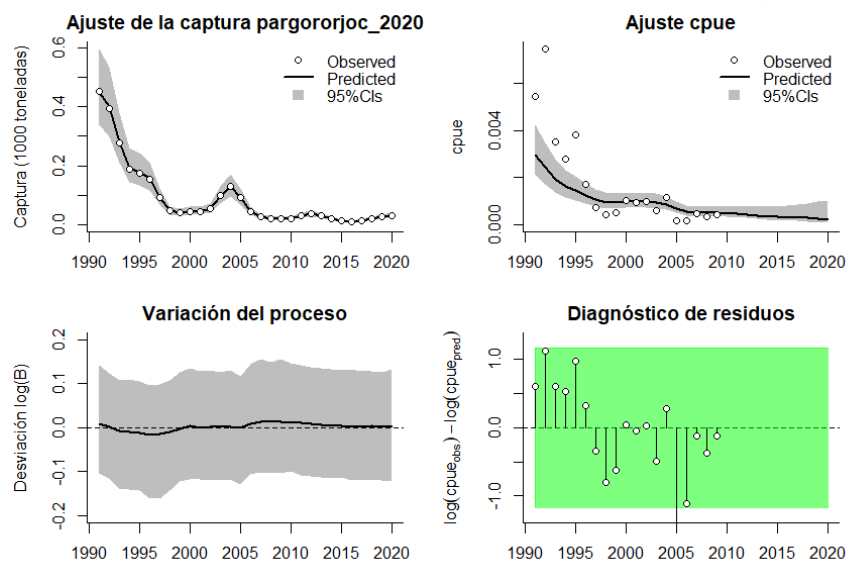 Ajuste de la captura pargororjoc_2020
Captura (1000 toneladas)
0.6
0.4
0.2
0.0
Observed
Predicted
95%CIs
1990 1995 2000 2005 2010 2015 2020
Ajuste cpue
cpue
0.004
0.000
Observed
Predicted
95%CIs
1990 1995 2000 2005 2010 2015 2020
Variación del proceso
Desviación log(B)
0.2
0.1
0.0
-0.1
-0.2
1990 1995 2000 2005 2010 2015 2020
Diagnóstico de residuos
log(cpue_obs) − log(cpue_pred)
1.0
0.0
-1.0
1990 1995 2000 2005 2010 2015 2020